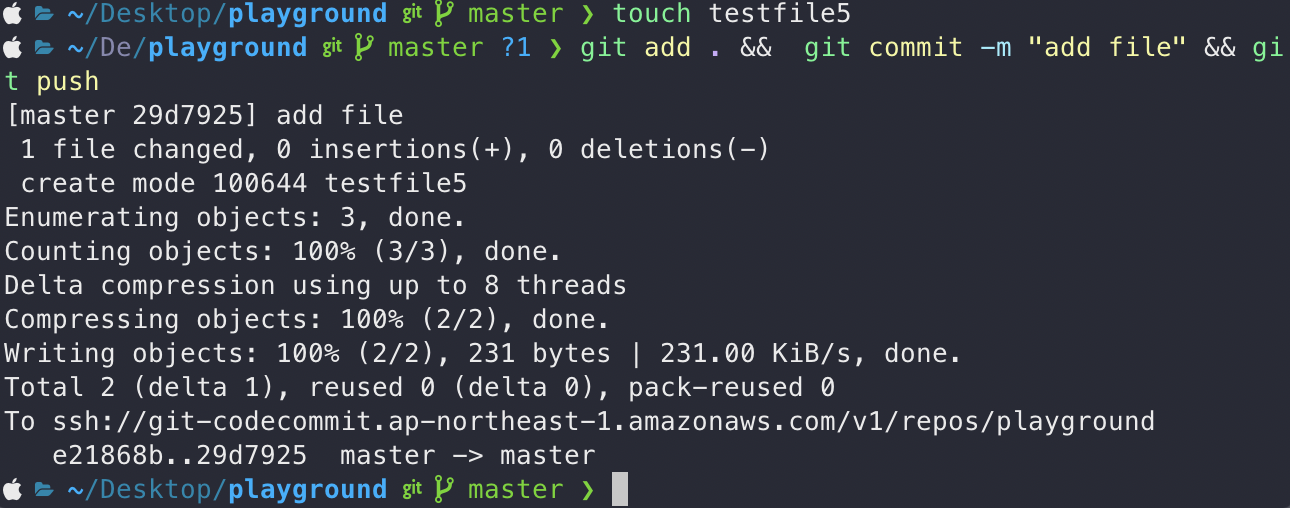 ~/Desktop/playground git master ❯ touch testfile5
~/De/playground git master ?1 ❯ git add . &&  git commit -m "add file" && gi
t push
[master 29d7925] add file
 1 file changed, 0 insertions(+), 0 deletions(-)
 create mode 100644 testfile5
Enumerating objects: 3, done.
Counting objects: 100% (3/3), done.
Delta compression using up to 8 threads
Compressing objects: 100% (2/2), done.
Writing objects: 100% (2/2), 231 bytes | 231.00 KiB/s, done.
Total 2 (delta 1), reused 0 (delta 0), pack-reused 0
To ssh://git-codecommit.ap-northeast-1.amazonaws.com/v1/repos/playground
   e21868b..29d7925  master -> master
~/Desktop/playground git master ❯